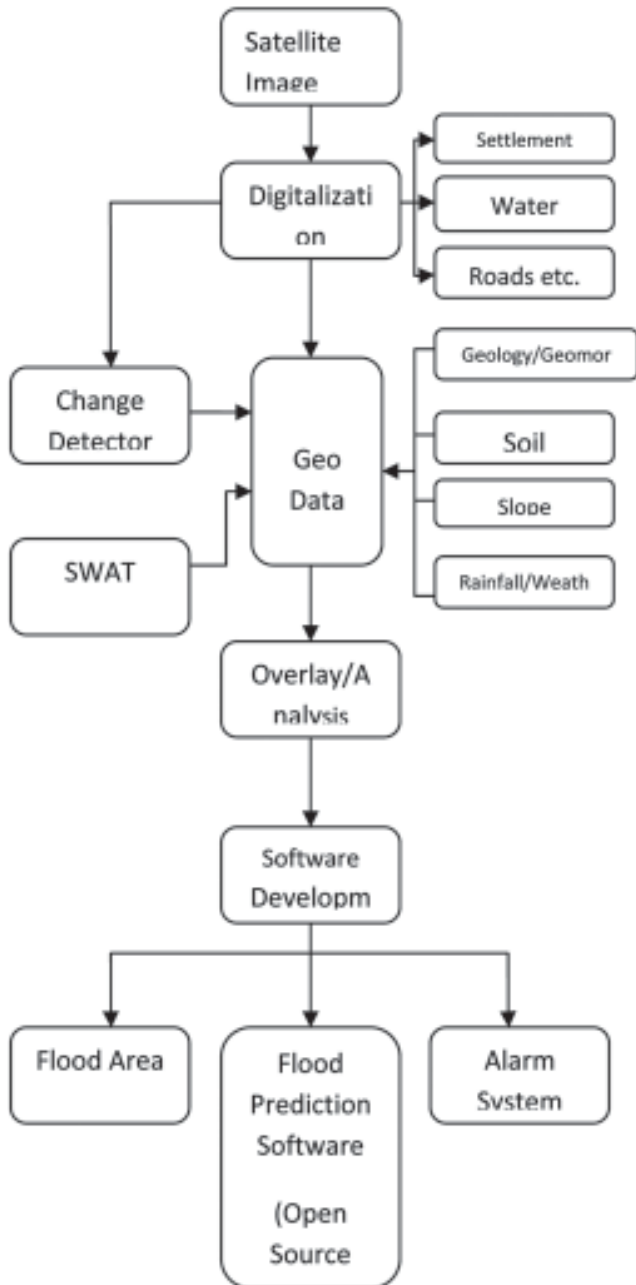 Satellite
Image
Digitalizati
on
Settlement
Water
Roads etc.
Change
Detector
Geo
Data
Geology/Geomor
Soil
Slope
Rainfall/Weath
SWAT
Overlay/A
nalysis
Software
Developm
Flood Area
Flood
Prediction
Software
(Open
Source
Alarm
System